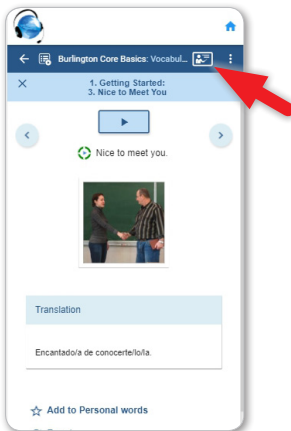 Burlington Core Basics: Vocabul...
1. Getting Started:
3. Nice to Meet You
Nice to meet you.
Translation
Encantado/a de conocerte/lo/la.
Add to Personal words